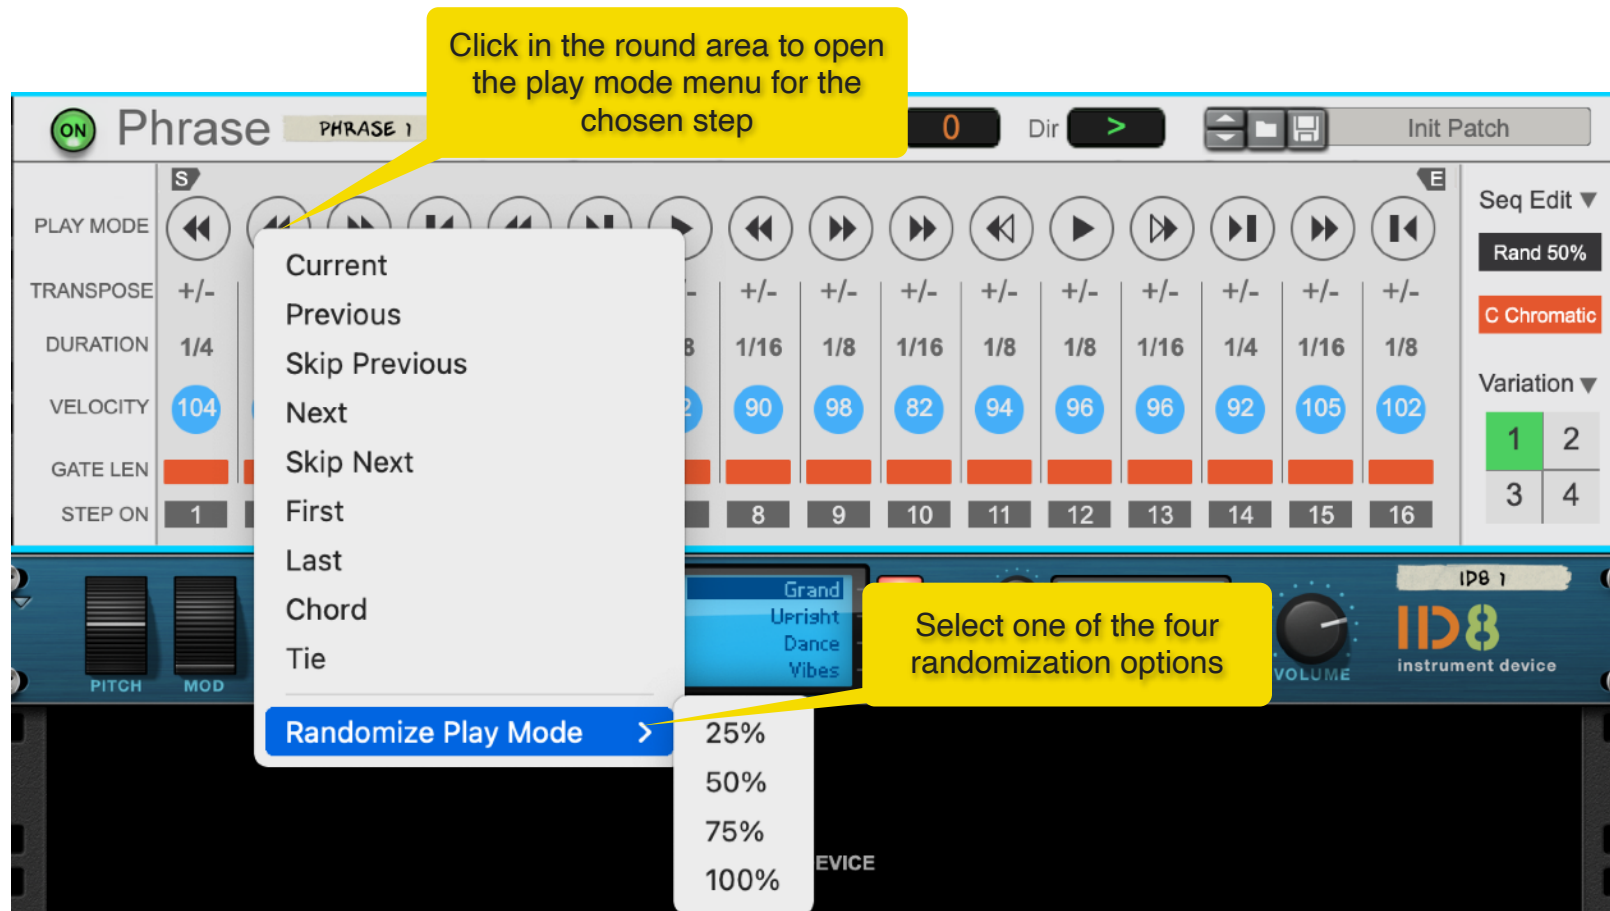 Click in the round area to open
the play mode menu for the
chosen step
ON Phrase PHRASE 1 0 Dir > Init Patch
S E
PLAY MODE
Seq Edit ▼
Rand 50%
TRANSPOSE +/- +/- +/- +/- +/- +/- +/- +/- +/- +/-
C Chromatic
DURATION 1/4 1/16 1/8 1/16 1/8 1/8 1/16 1/4 1/16 1/8
Variation ▼
VELOCITY 104 90 98 82 94 96 96 92 105 102
1 2
GATE LEN
3 4
STEP ON 1 8 9 10 11 12 13 14 15 16
Current
Previous
Skip Previous
Next
Skip Next
First
Last
Chord
Tie
Randomize Play Mode >
25%
50%
75%
100%
Grand
Upright
Dance
Vibes
Select one of the four
randomization options
PITCH MOD
VOLUME
ID8 1
ID8
instrument device